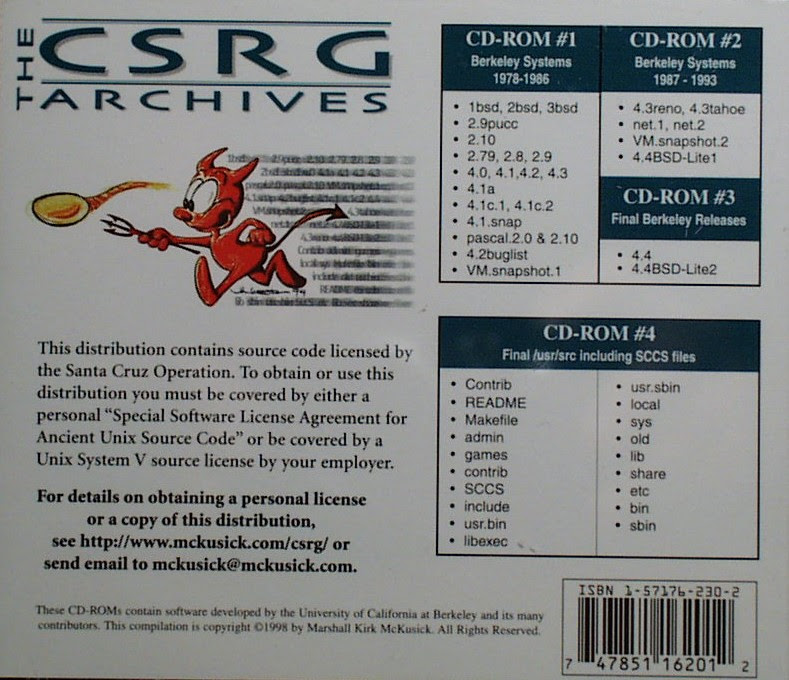 THE
CSRG
ARCHIVES
This distribution contains source code licensed by
the Santa Cruz Operation. To obtain or use this
distribution you must be covered by either a
personal “Special Software License Agreement for
Ancient Unix Source Code” or be covered by a
Unix System V source license by your employer.
For details on obtaining a personal license
or a copy of this distribution,
see http://www.mckusick.com/csrg/ or
send email to mckusick@mckusick.com.
These CD-ROMs contain software developed by the University of California at Berkeley and its many
contributors. This compilation is copyright ©1998 by Marshall Kirk McKusick. All Rights Reserved.
CD-ROM #1
Berkeley Systems
1978-1986
• 1bsd, 2bsd, 3bsd
• 2.9pucc
• 2.10
• 2.79, 2.8, 2.9
• 4.0, 4.1,4.2, 4.3
• 4.1a
• 4.1c.1, 4.1c.2
• 4.1.snap
• pascal.2.0 & 2.10
• 4.2buglist
• VM.snapshot.1
CD-ROM #2
Berkeley Systems
1987 - 1993
• 4.3reno, 4.3tahoe
• net.1, net.2
• VM.snapshot.2
• 4.4BSD-Lite1
CD-ROM #3
Final Berkeley Releases
• 4.4
• 4.4BSD-Lite2
CD-ROM #4
Final /usr/src including SCCS files
• Contrib
• README
• Makefile
• admin
• games
• contrib
• SCCS
• include
• usr.bin
• libexec
• usr.sbin
• local
• sys
• old
• lib
• share
• etc
• bin
• sbin
ISBN 1-57176-230-2
7 47851 16201 2